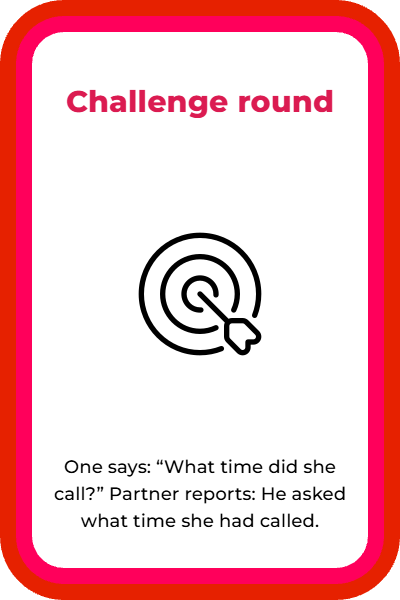 Challenge round
One says: “What time did she
call?” Partner reports: He asked
what time she had called.